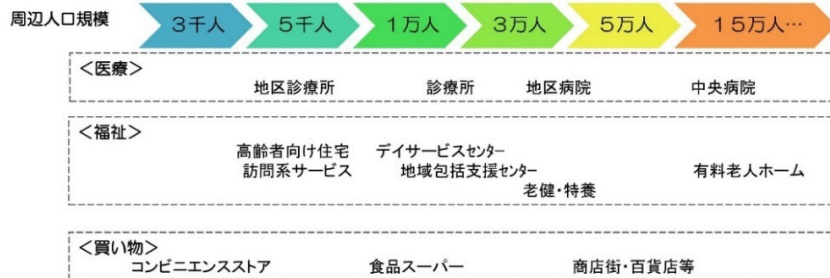 周辺人口規模 3千人 5千人 1万人 3万人 5万人 15万人…
<医療>
地区診療所 診療所 地区病院 中央病院
<福祉>
高齢者向け住宅 デイサービスセンター
訪問系サービス 地域包括支援センター 有料老人ホーム
老健・特養
<買い物>
コンビニエンスストア 食品スーパー 商店街・百貨店等